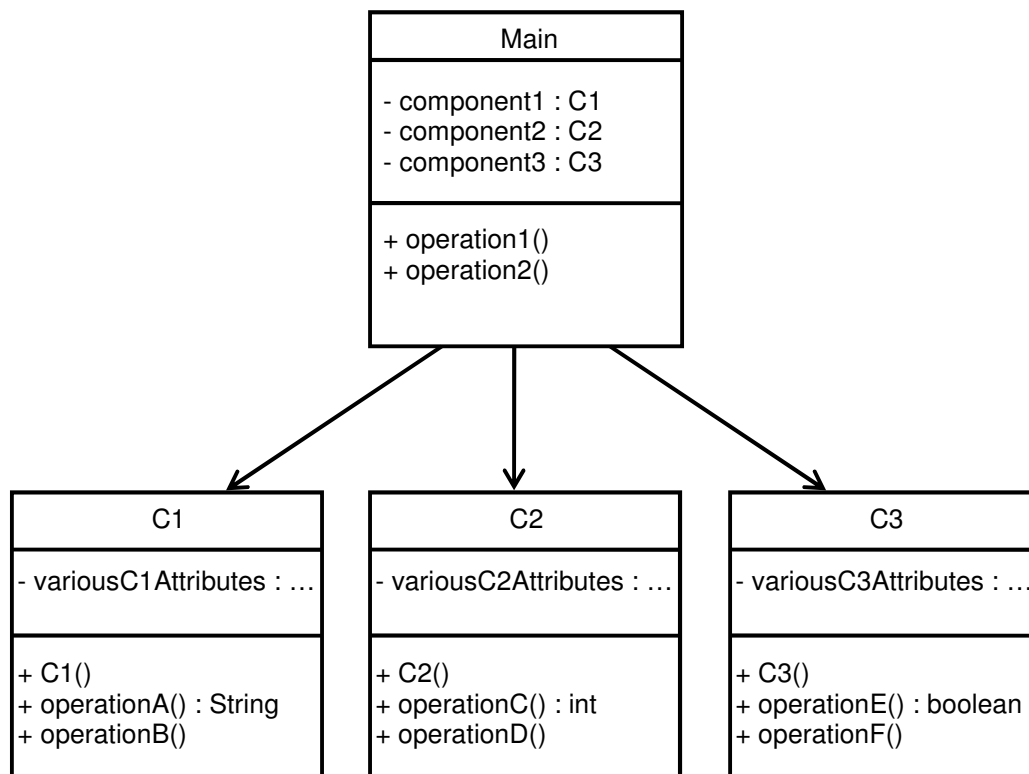 Main
- component1 : C1
- component2 : C2
- component3 : C3
+ operation1()
+ operation2()
C1
- variousC1Attributes : …
+ C1()
+ operationA() : String
+ operationB()
C2
- variousC2Attributes : …
+ C2()
+ operationC() : int
+ operationD()
C3
- variousC3Attributes : …
+ C3()
+ operationE() : boolean
+ operationF()